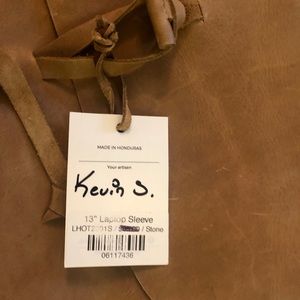 MADE IN HONDURAS
Your artisan
Kevin S.
13" Laptop Sleeve
/ Stone
06117436